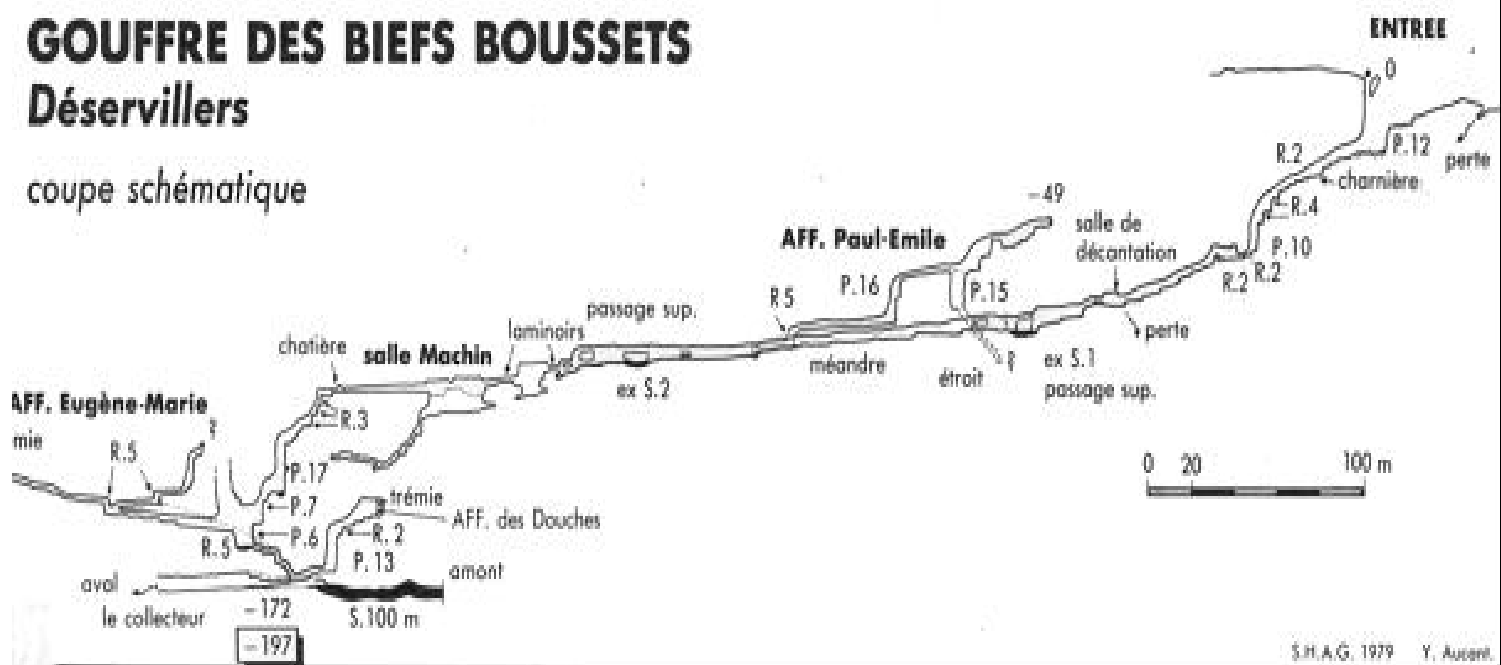 GOUFFRE DES BIEFS BOUSSETS
Déservillers
coupe schématique
ENTREE
0
P.12
perte
R.2
charnière
R.4
P.10
R.2
R.2
-49
salle de
décantation
AFF. Paul-Emile
P.16
P.15
R5
perte
passage sup.
laminoirs
chatière
salle Machin
méandre
étroit
?
ex S.1
passage sup.
ex S.2
AFF. Eugène-Marie
mie
R.5
?
R.3
P.17
P.7
trémie
AFF. des Douches
P.6
R.2
R.5
P.13
amont
aval
le collecteur
-172
S.100 m
-197
0 20 100 m
S.H.A.G. 1979